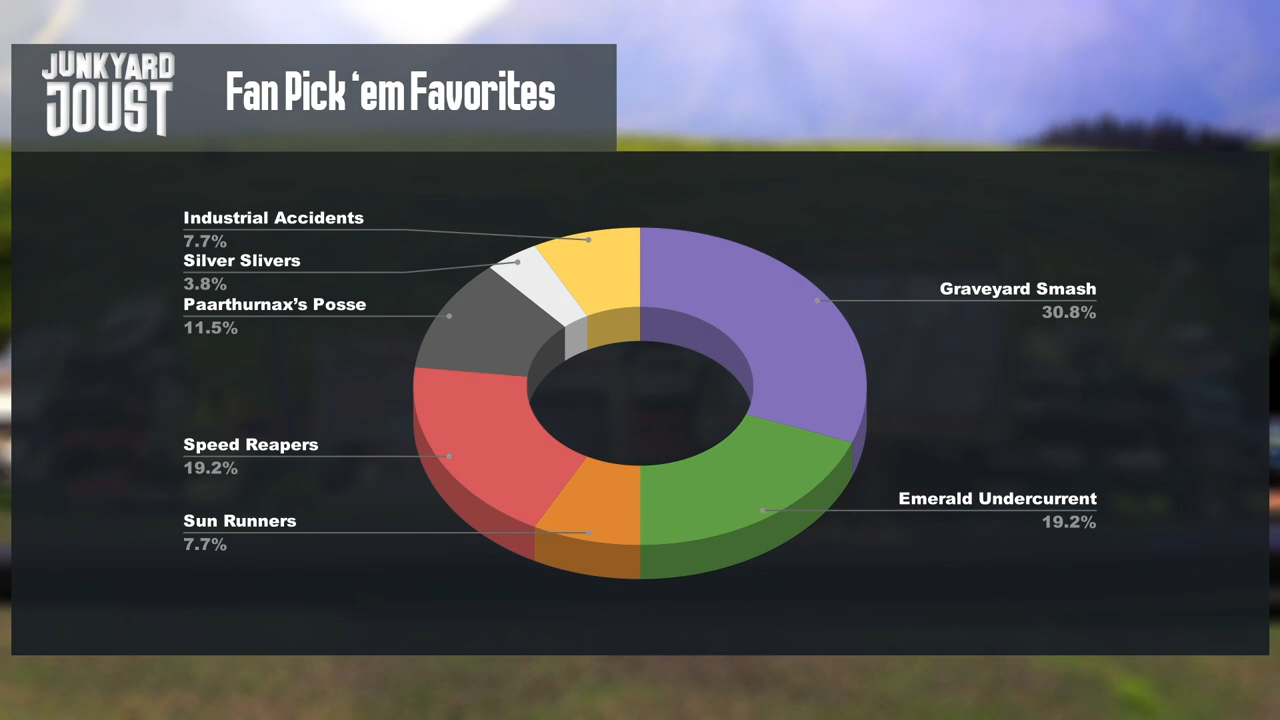 JUNKYARD
JOUST
Fan Pick ‘em Favorites
Industrial Accidents
7.7%
Silver Slivers
3.8%
Paarthurnax’s Posse
11.5%
Speed Reapers
19.2%
Sun Runners
7.7%
Graveyard Smash
30.8%
Emerald Undercurrent
19.2%